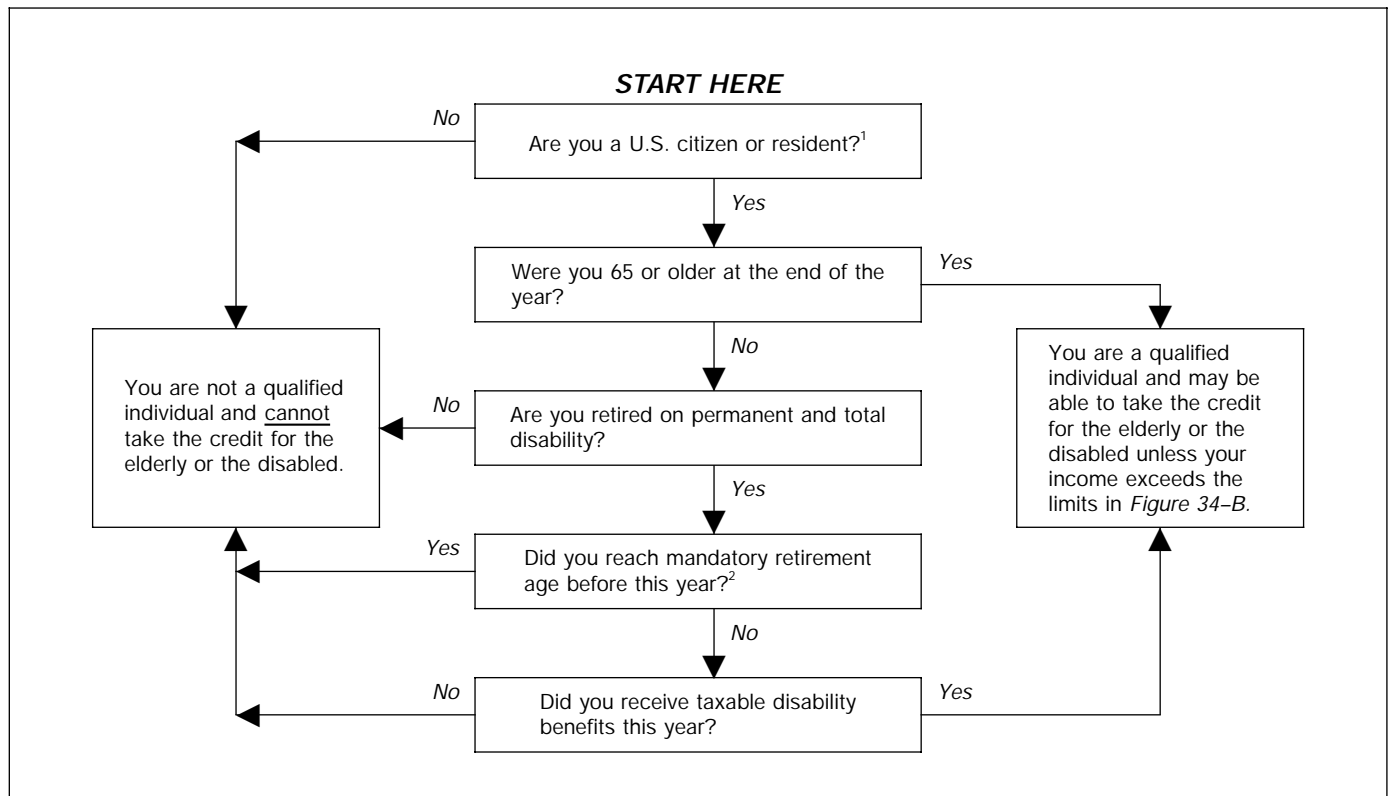 START HERE
No
Are you a U.S. citizen or resident?1
Yes
Were you 65 or older at the end of the
year?
Yes
No
You are not a qualified
individual and cannot
take the credit for the
elderly or the disabled.
No
Are you retired on permanent and total
disability?
You are a qualified
individual and may be
able to take the credit
for the elderly or the
disabled unless your
income exceeds the
limits in Figure 34–B.
Yes
Yes
Did you reach mandatory retirement
age before this year?2
No
No
Did you receive taxable disability
benefits this year?
Yes